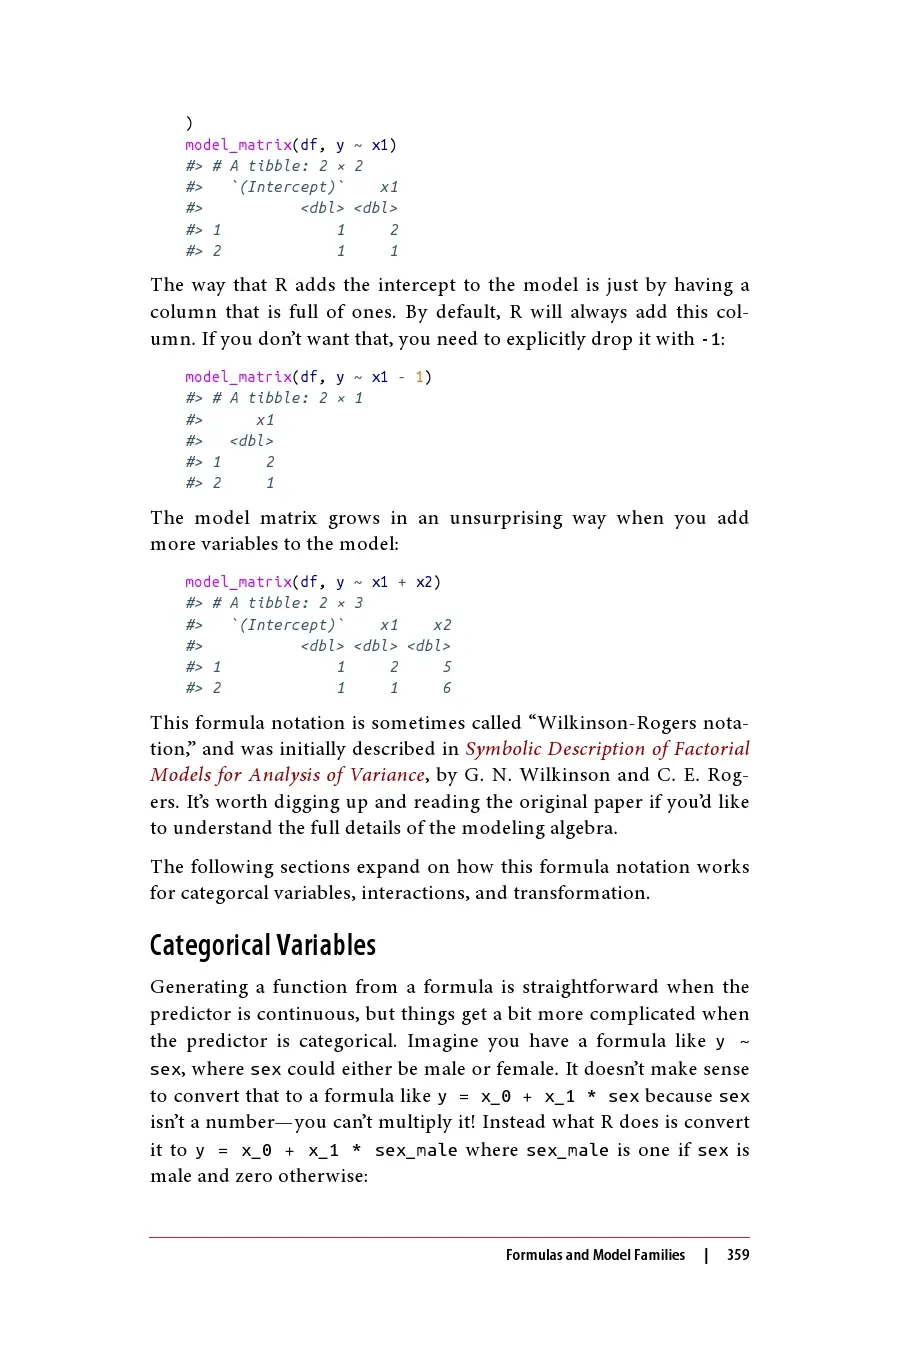 )
model_matrix(df, y ~ x1)
#> # A tibble: 2 × 2
#>   `(Intercept)`    x1
#>           <dbl> <dbl>
#> 1             1     2
#> 2             1     1
The way that R adds the intercept to the model is just by having a
column that is full of ones. By default, R will always add this col-
umn. If you don’t want that, you need to explicitly drop it with -1:
model_matrix(df, y ~ x1 - 1)
#> # A tibble: 2 × 1
#>      x1
#>   <dbl>
#> 1     2
#> 2     1
The model matrix grows in an unsurprising way when you add
more variables to the model:
model_matrix(df, y ~ x1 + x2)
#> # A tibble: 2 × 3
#>   `(Intercept)`    x1    x2
#>           <dbl> <dbl> <dbl>
#> 1             1     2     5
#> 2             1     1     6
This formula notation is sometimes called “Wilkinson-Rogers nota-
tion,” and was initially described in Symbolic Description of Factorial
Models for Analysis of Variance, by G. N. Wilkinson and C. E. Rog-
ers. It’s worth digging up and reading the original paper if you’d like
to understand the full details of the modeling algebra.
The following sections expand on how this formula notation works
for categorcal variables, interactions, and transformation.
Categorical Variables
Generating a function from a formula is straightforward when the
predictor is continuous, but things get a bit more complicated when
the predictor is categorical. Imagine you have a formula like y ~
sex, where sex could either be male or female. It doesn’t make sense
to convert that to a formula like y = x_0 + x_1 * sex because sex
isn’t a number—you can’t multiply it! Instead what R does is convert
it to y = x_0 + x_1 * sex_male where sex_male is one if sex is
male and zero otherwise:
Formulas and Model Families | 359